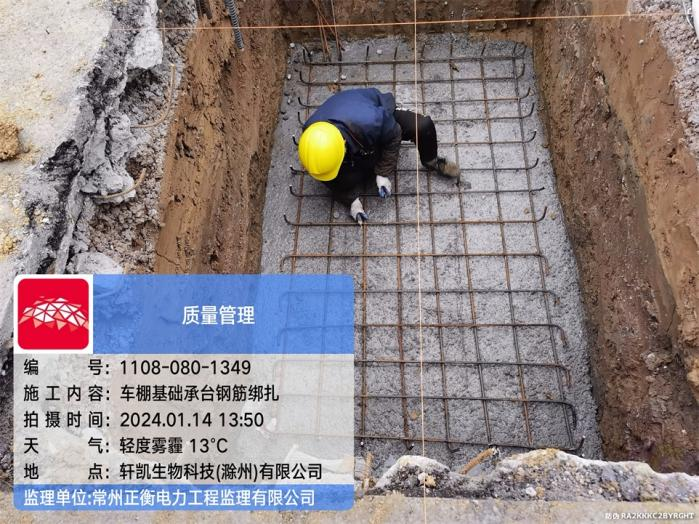 质量管理
编 号：1108-080-1349
施工内容：车棚基础承台钢筋绑扎
拍摄时间：2024.01.14 13:50
天 气：轻度雾霾 13℃
地 点：轩凯生物科技(滁州)有限公司
监理单位:常州正衡电力工程监理有限公司
防伪 RA2KKKC2BYRGHT